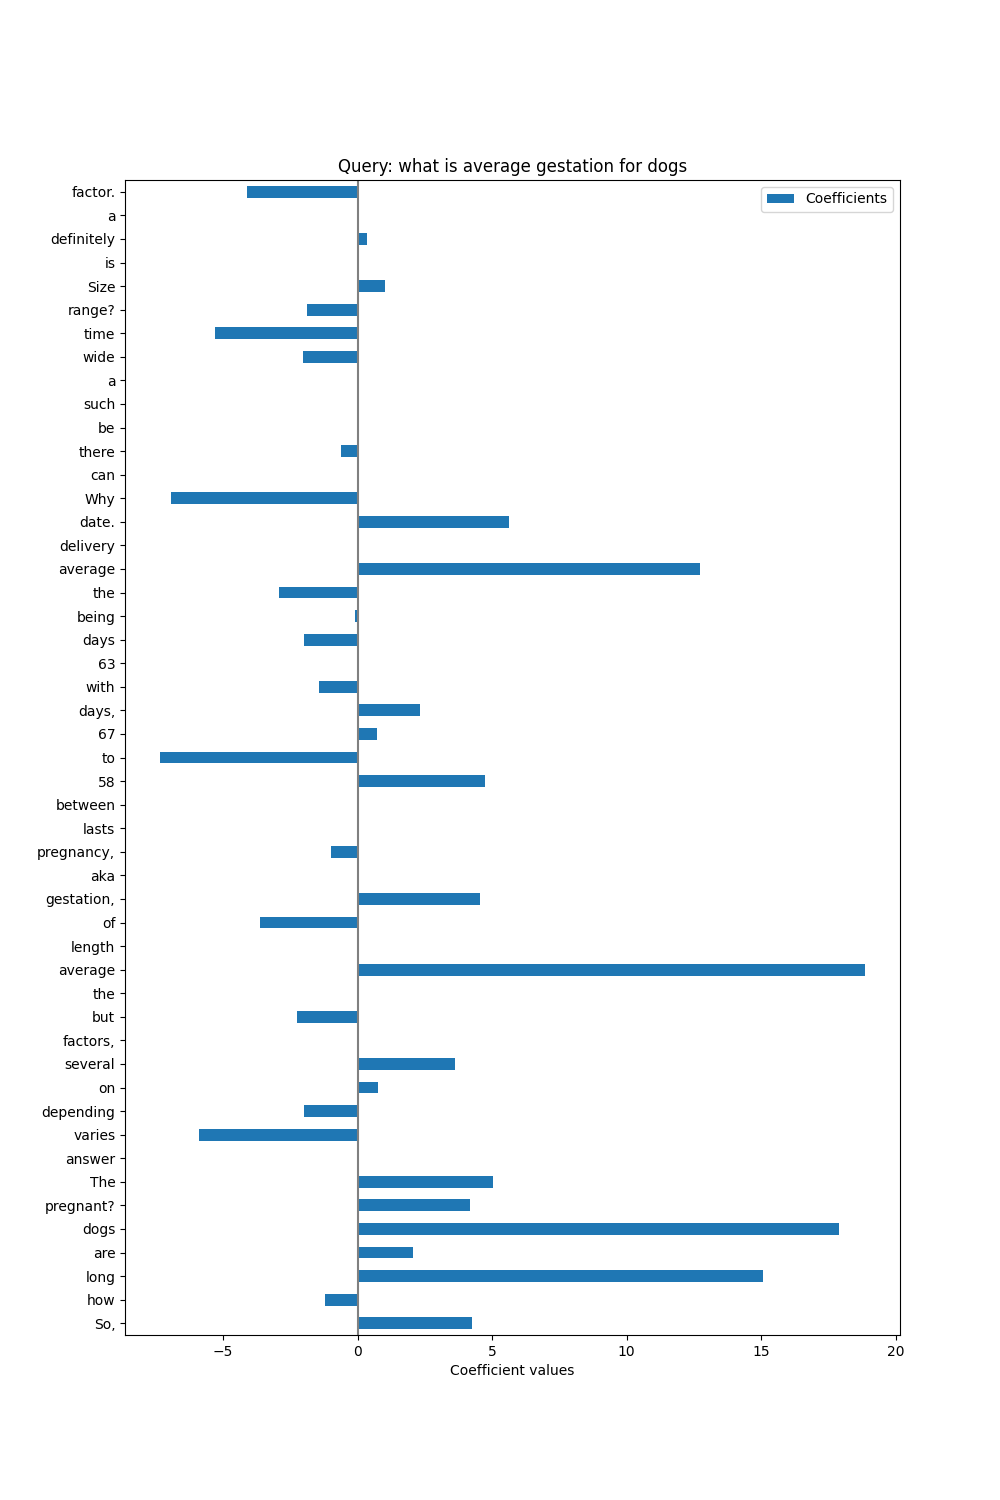 Query: what is average gestation for dogs
Coefficients
factor.
a
definitely
is
Size
range?
time
wide
a
such
be
there
can
Why
date.
delivery
average
the
being
days
63
with
days,
67
to
58
between
lasts
pregnancy,
aka
gestation,
of
length
average
the
but
factors,
several
on
depending
varies
answer
The
pregnant?
dogs
are
long
how
So,
−5 0 5 10 15 20
Coefficient values